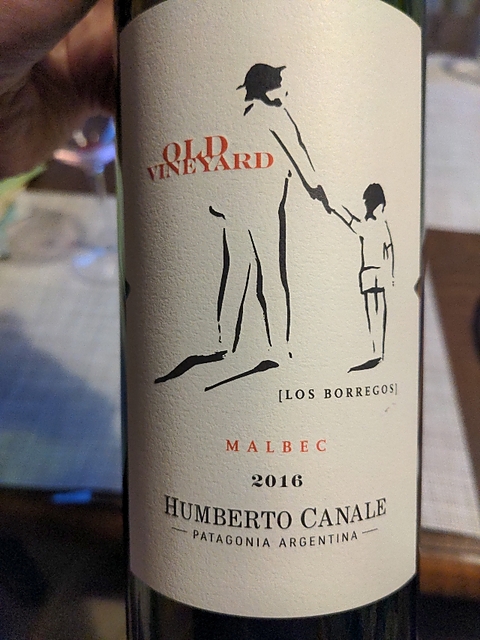 OLD
VINEYARD
[LOS BORREGOS]
MALBEC
2016
HUMBERTO CANALE
PATAGONIA ARGENTINA